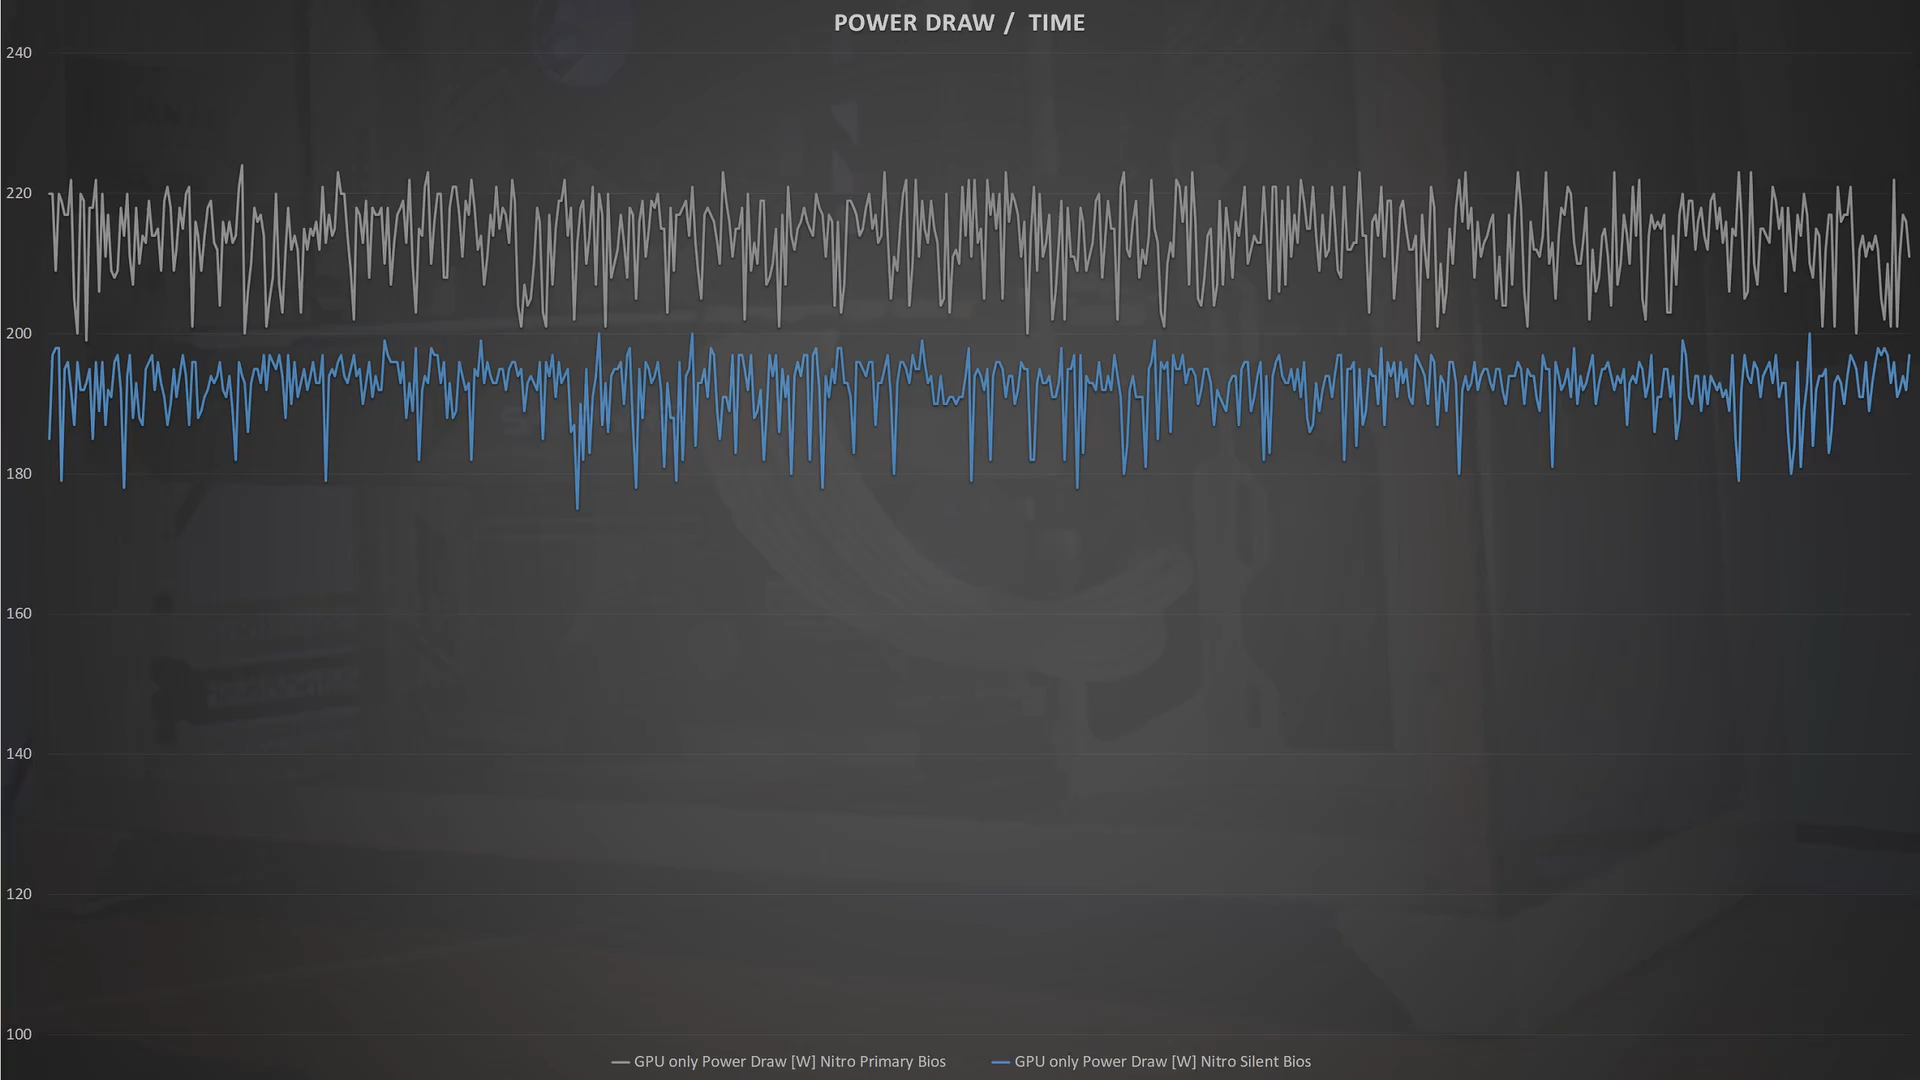 POWER DRAW / TIME
240
220
200
180
160
140
120
100
GPU only Power Draw [W] Nitro Primary Bios
GPU only Power Draw [W] Nitro Silent Bios